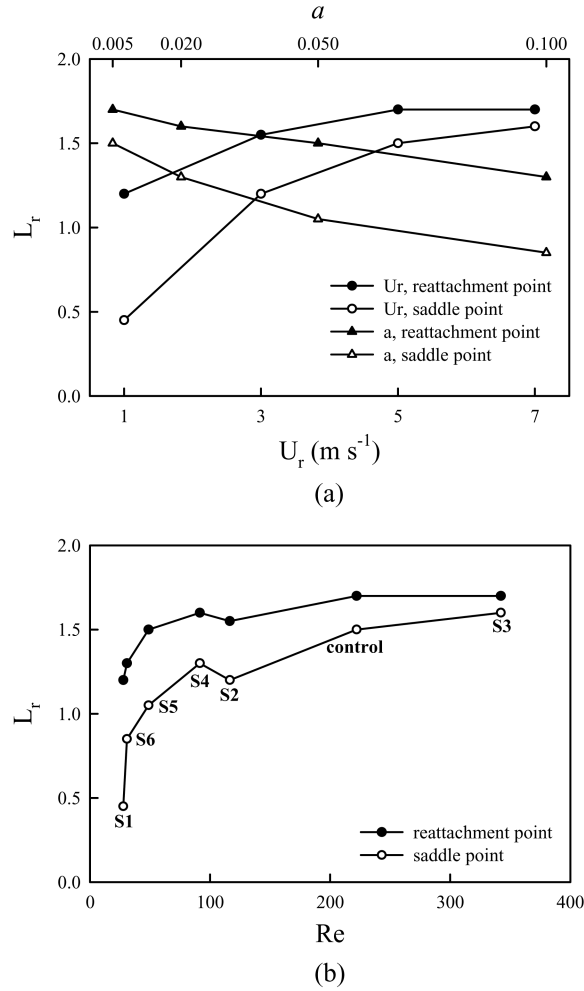 a
0.005 0.020 0.050 0.100
2.0
1.5
1.0
0.5
0.0
L_r
Ur, reattachment point
Ur, saddle point
a, reattachment point
a, saddle point
1 3 5 7
U_r (m s⁻¹)
(a)
2.0
1.5
1.0
0.5
0.0
L_r
S3
control
S4
S2
S5
S6
S1
reattachment point
saddle point
0 100 200 300 400
Re
(b)